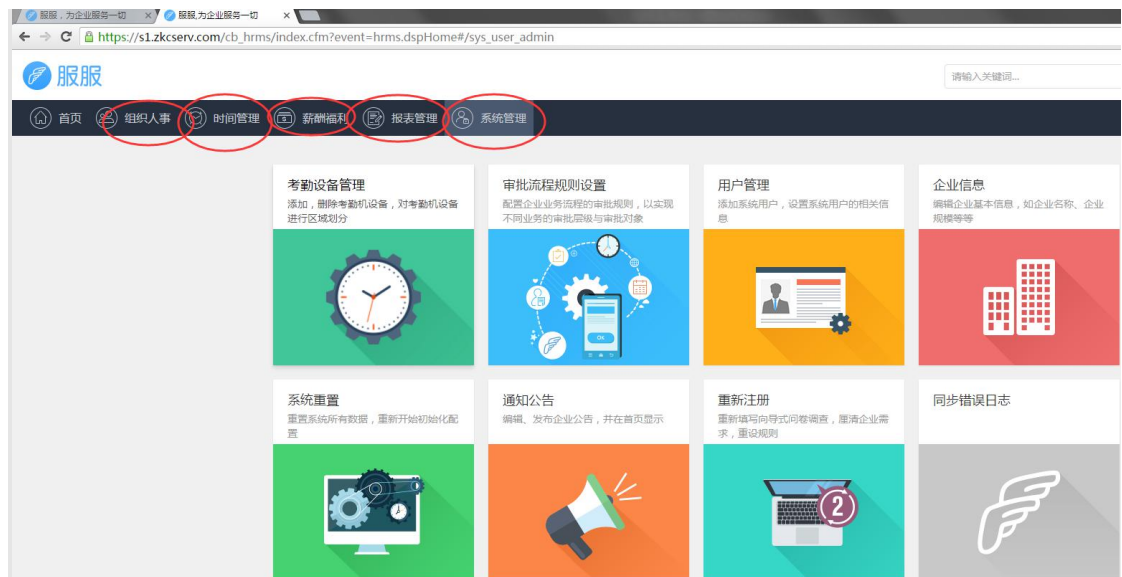 服服，为企业服务一切
服服,为企业服务一切
https://s1.zkcserv.com/cb_hrms/index.cfm?event=hrms.dspHome#/sys_user_admin
服服
请输入关键词...
首页 组织人事 时间管理 薪酬福利 报表管理 系统管理
考勤设备管理
添加，删除考勤机设备，对考勤机设备
进行区域划分
审批流程规则设置
配置企业业务流程的审批规则，以实现
不同业务的审批层级与审批对象
OK
用户管理
添加系统用户，设置系统用户的相关信
息
企业信息
编辑企业基本信息，如企业名称、企业
规模等等
系统重置
重置系统所有数据，重新开始初始化配
置
通知公告
编辑、发布企业公告，并在首页显示
重新注册
重新填写向导式问卷调查，厘清企业需
求，重设规则
2
同步错误日志